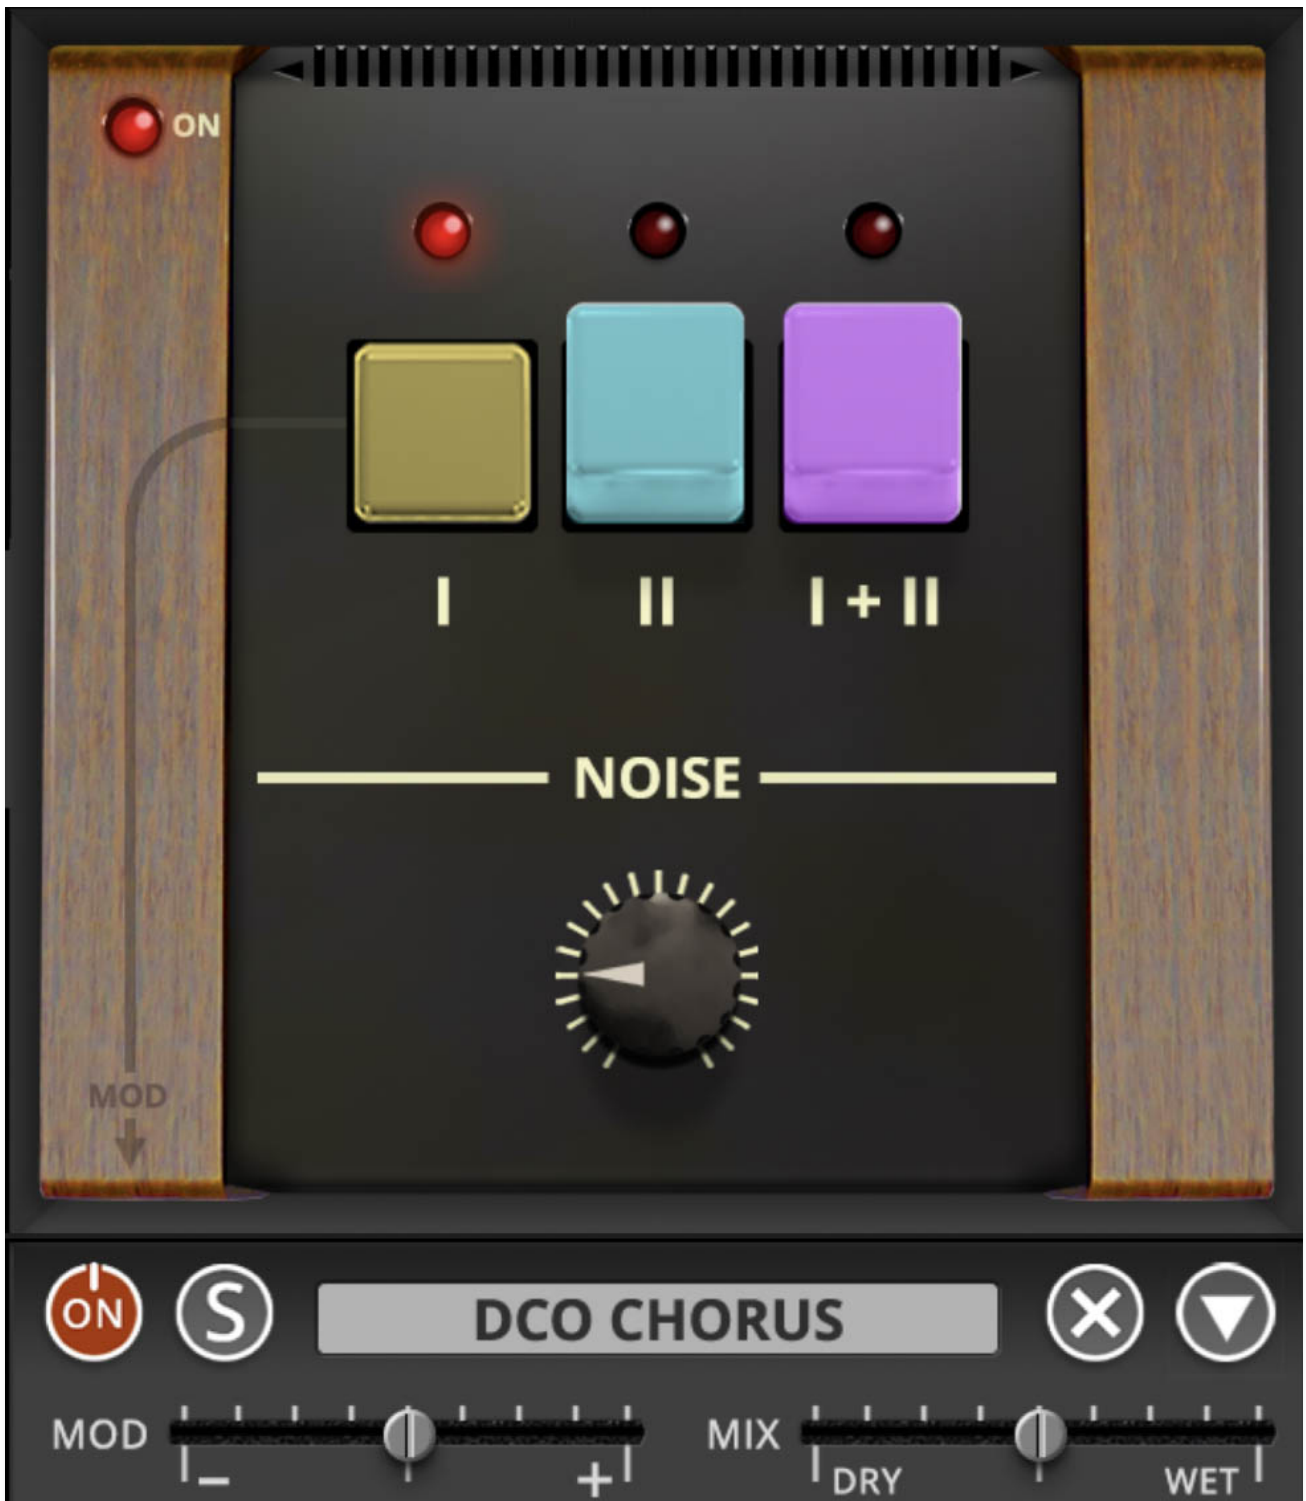 ON
I
II
I + II
NOISE
MOD
ON
S
DCO CHORUS
MOD
- +
MIX
DRY
WET